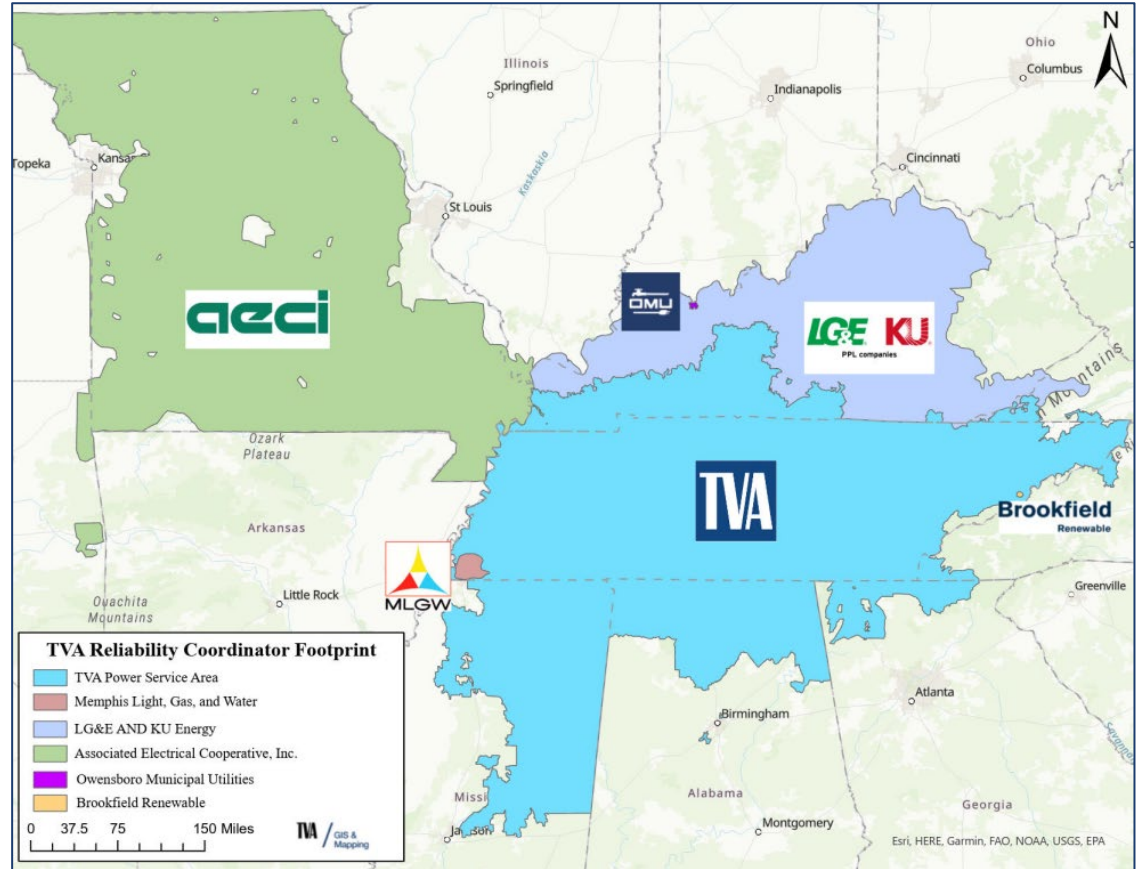 N
Ohio
Illinois
Columbus
Springfield
Indianapolis
Cincinnati
Topeka
Kansas
Kaskaskia
St Louis
OMU
aeci
LG&E KU
PPL companies
Mountains
Ozark
Plateau
TVA
Brookfield
Renewable
Arkansas
MLGW
Greenville
Little Rock
Ouachita
Mountains
TVA Reliability Coordinator Footprint
TVA Power Service Area
Memphis Light, Gas, and Water
LG&E AND KU Energy
Associated Electrical Cooperative, Inc.
Owensboro Municipal Utilities
Brookfield Renewable
0 37.5 75 150 Miles
TVA / GIS &
Mapping
Atlanta
Birmingham
Savannah
Missi
Alabama
Georgia
Jackson
Montgomery
Esri, HERE, Garmin, FAO, NOAA, USGS, EPA